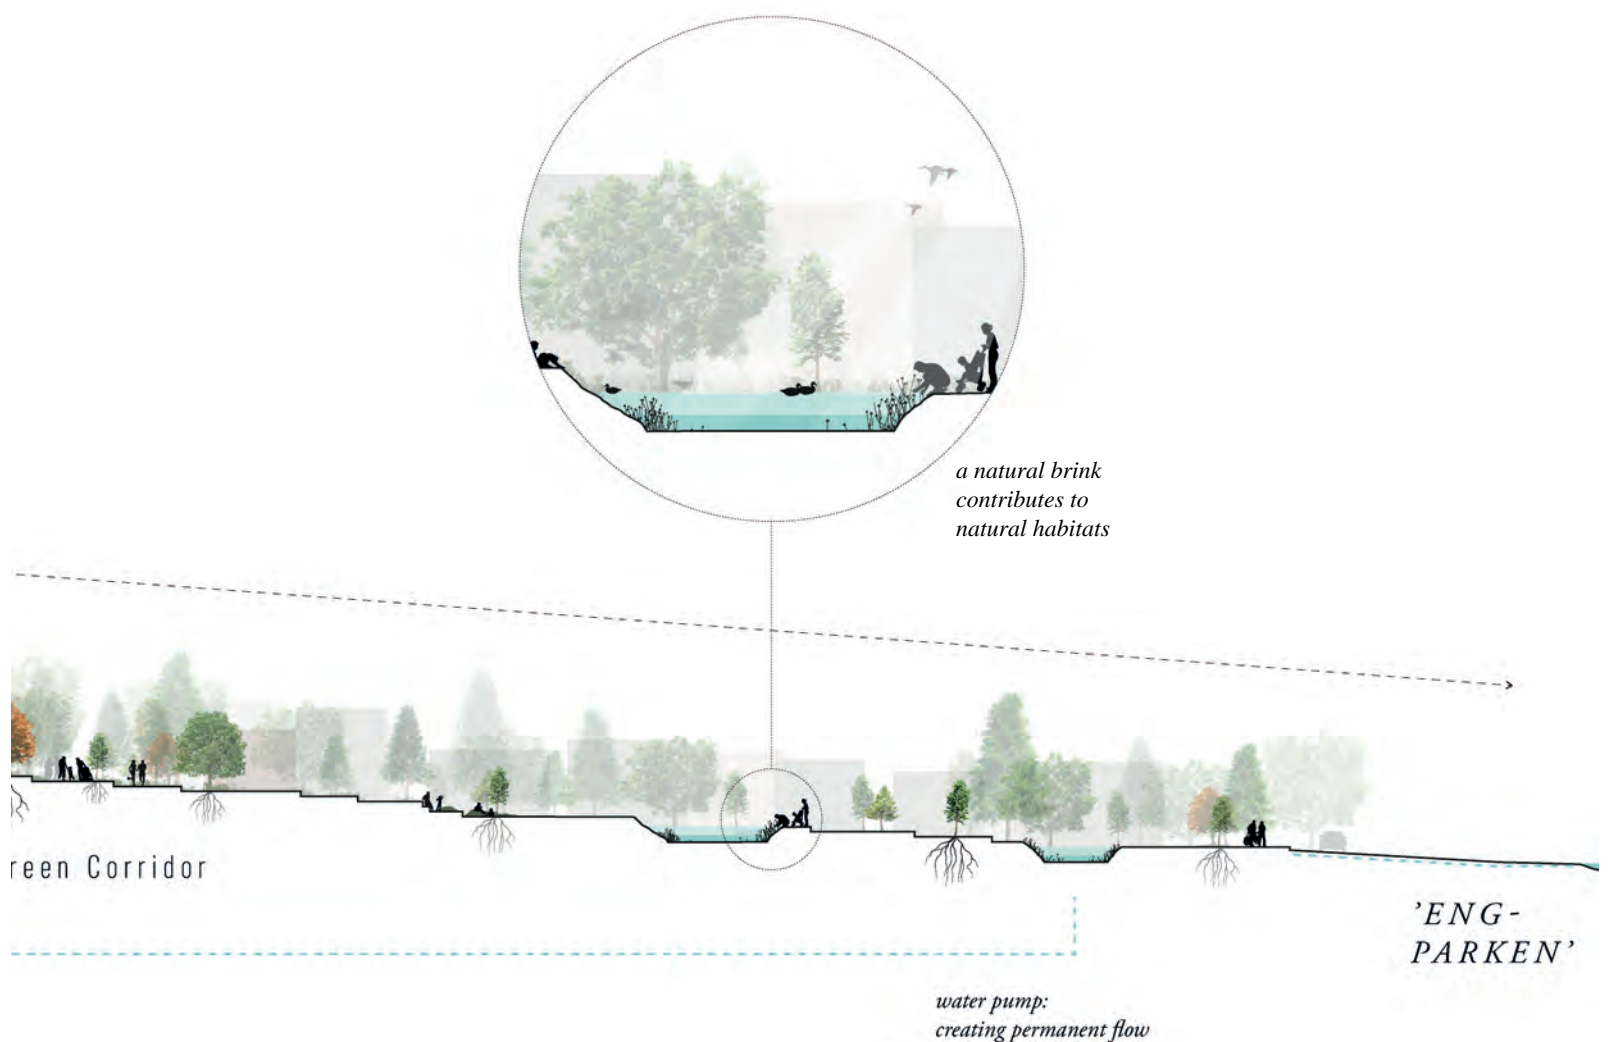 a natural brink
contributes to
natural habitats
reen Corridor
’ENG-
PARKEN’
water pump:
creating permanent flow